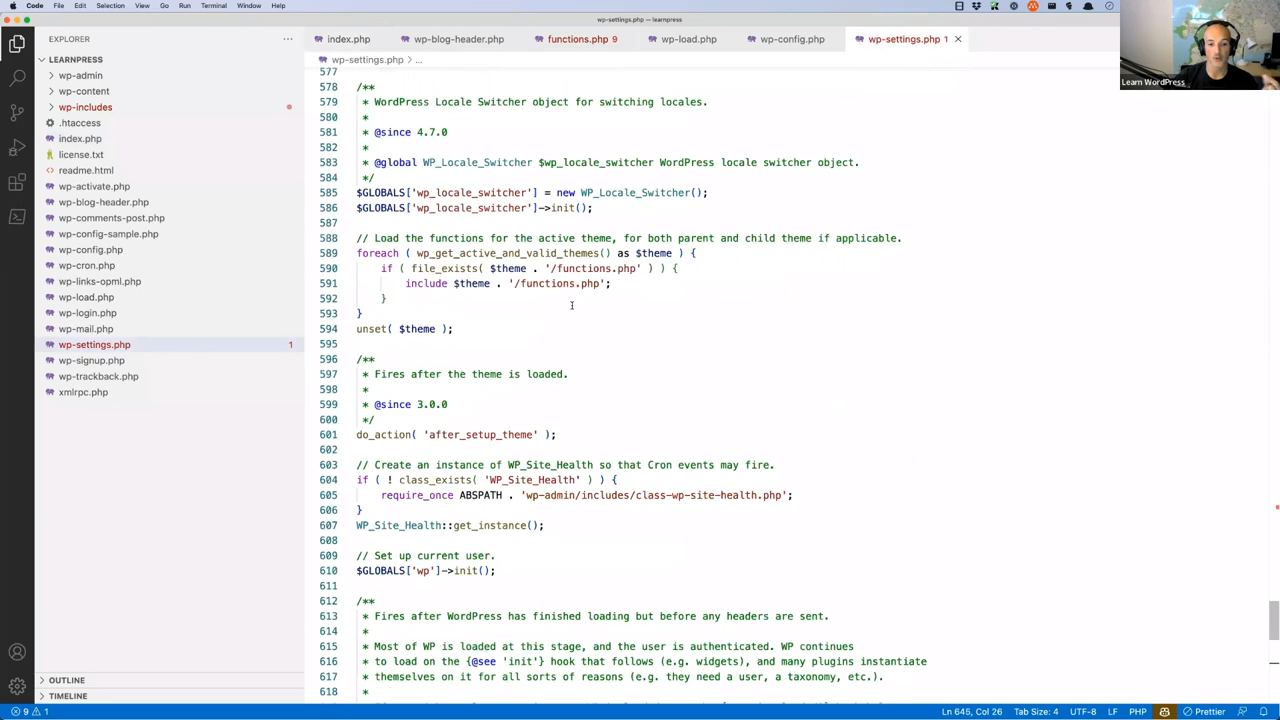 Code File Edit Selection View Go Run Terminal Window Help
wp-settings.php — learnpress
EXPLORER
LEARNPRESS
wp-admin
wp-content
wp-includes
.htaccess
index.php
license.txt
readme.html
wp-activate.php
wp-blog-header.php
wp-comments-post.php
wp-config-sample.php
wp-config.php
wp-cron.php
wp-links-opml.php
wp-load.php
wp-login.php
wp-mail.php
wp-settings.php 1
wp-signup.php
wp-trackback.php
xmlrpc.php
OUTLINE
TIMELINE
index.php wp-blog-header.php functions.php 9 wp-load.php wp-config.php wp-settings.php 1
wp-settings.php > ...
577
578 /**
579 * WordPress Locale Switcher object for switching locales.
580 *
581 * @since 4.7.0
582 *
583 * @global WP_Locale_Switcher $wp_locale_switcher WordPress locale switcher object.
584 */
585 $GLOBALS['wp_locale_switcher'] = new WP_Locale_Switcher();
586 $GLOBALS['wp_locale_switcher']->init();
587
588 // Load the functions for the active theme, for both parent and child theme if applicable.
589 foreach ( wp_get_active_and_valid_themes() as $theme ) {
590 if ( file_exists( $theme . '/functions.php' ) ) {
591 include $theme . '/functions.php';
592 }
593 }
594 unset( $theme );
595
596 /**
597 * Fires after the theme is loaded.
598 *
599 * @since 3.0.0
600 */
601 do_action( 'after_setup_theme' );
602
603 // Create an instance of WP_Site_Health so that Cron events may fire.
604 if ( ! class_exists( 'WP_Site_Health' ) ) {
605 require_once ABSPATH . 'wp-admin/includes/class-wp-site-health.php';
606 }
607 WP_Site_Health::get_instance();
608
609 // Set up current user.
610 $GLOBALS['wp']->init();
611
612 /**
613 * Fires after WordPress has finished loading but before any headers are sent.
614 *
615 * Most of WP is loaded at this stage, and the user is authenticated. WP continues
616 * to load on the {@see 'init'} hook that follows (e.g. widgets), and many plugins instantiate
617 * themselves on it for all sorts of reasons (e.g. they need a user, a taxonomy, etc.).
618 *
Learn WordPress
9 1
Ln 645, Col 26 Tab Size: 4 UTF-8 LF PHP Prettier